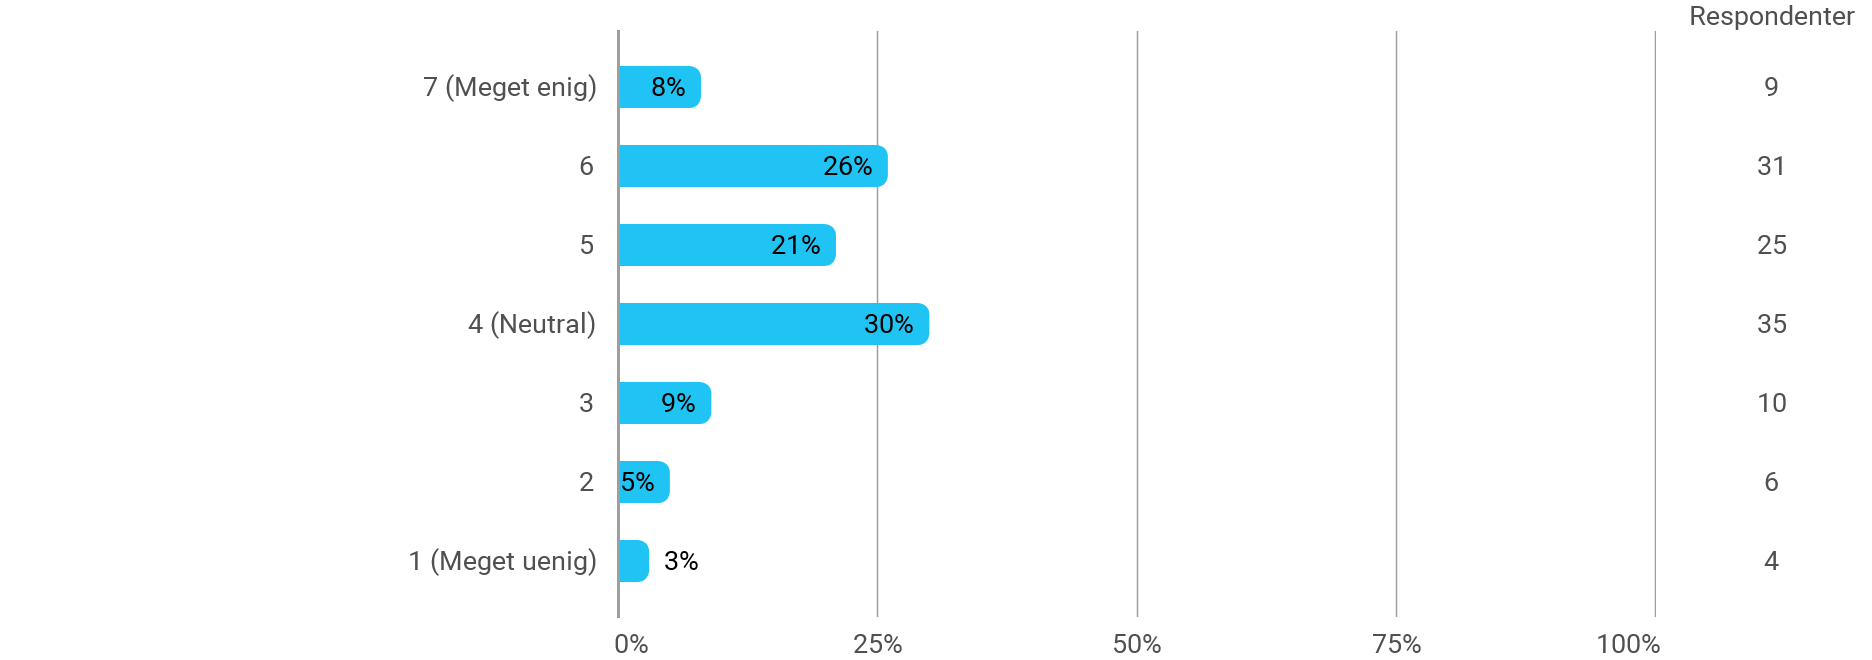 Respondenter
7 (Meget enig) 8% 9
6 26% 31
5 21% 25
4 (Neutral) 30% 35
3 9% 10
2 5% 6
1 (Meget uenig) 3% 4
0% 25% 50% 75% 100%